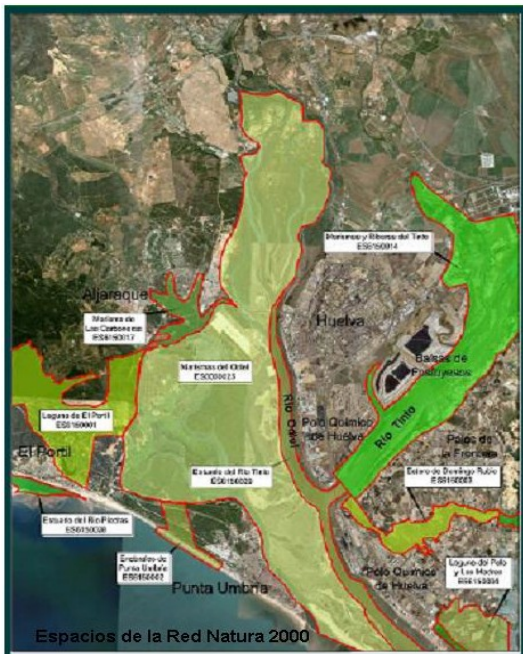 Marismas y Riberas del Tinto
ES6150014
Aljaraque
Huelva
Marisma de
Las Carboneras
ES6150017
Marismas del Odiel
ES0000025
Balsas de
Fosfoyesos
Río Odiel
Polo Químico
de Huelva
Río Tinto
Laguna de El Portil
ES6150001
El Portil
Palos de
la Frontera
Estuario del Río Tinto
ES6150029
Estero de Domingo Rubio
ES6150003
Estuario del Río Piedras
ES6150028
Enebrales de
Punta Umbría
ES6150002
Punta Umbría
Polo Químico
de Huelva
Laguna del Palo
y Las Madres
ES6150004
Espacios de la Red Natura 2000